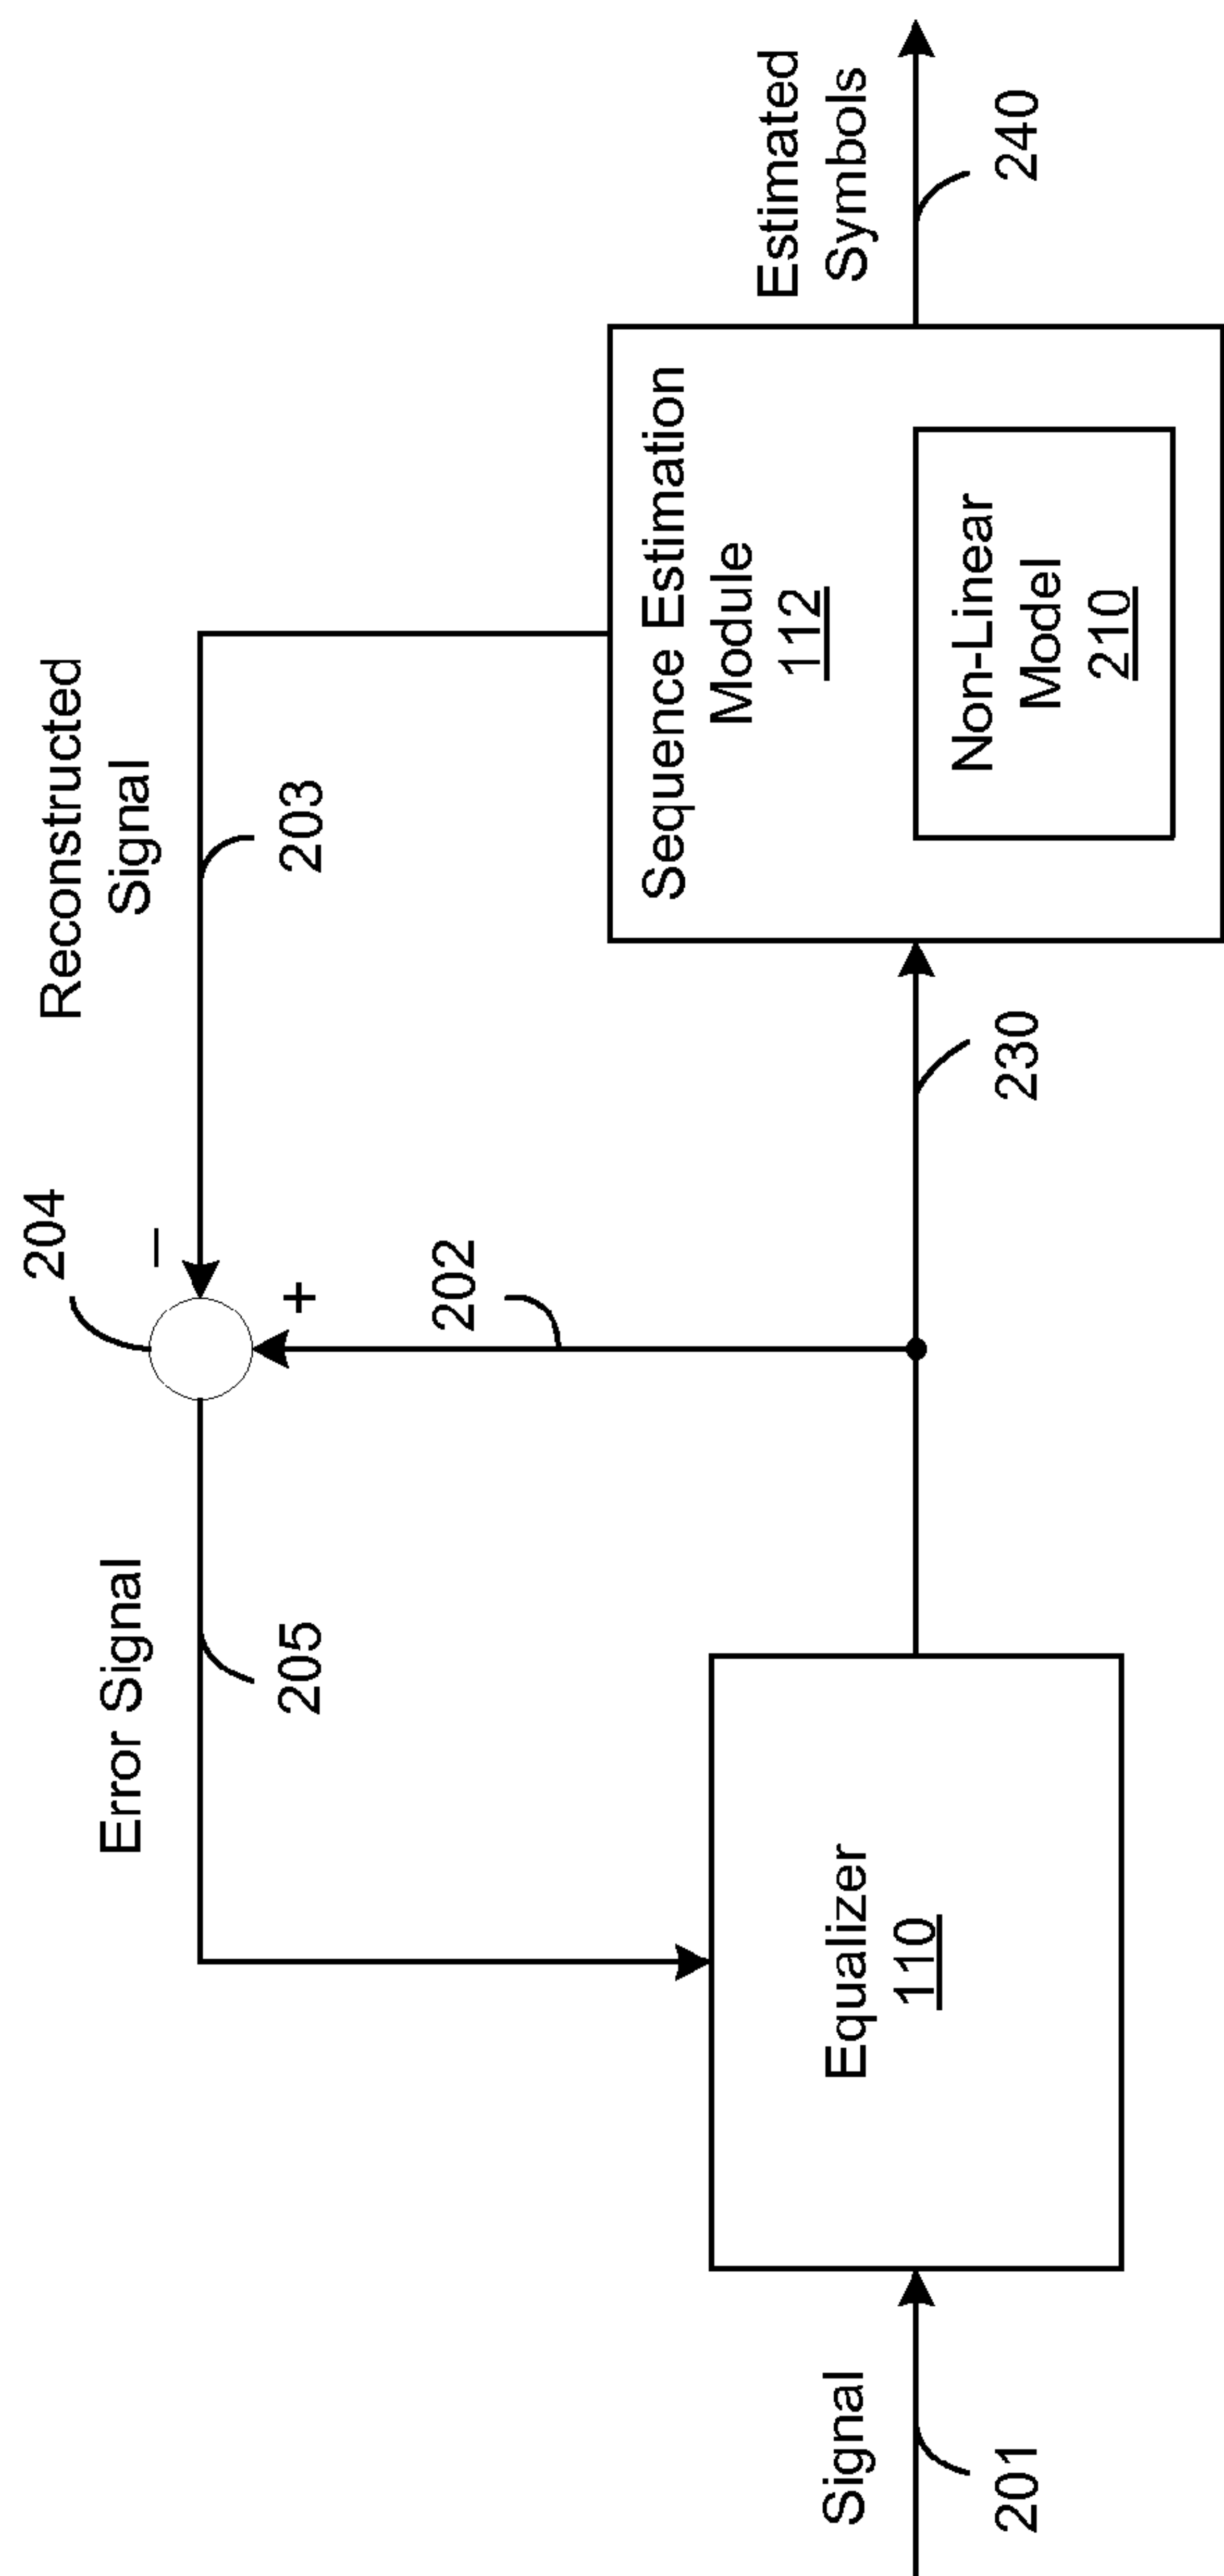 Reconstructed
Signal
204
Error Signal
−
203
205
+
202
Estimated
Symbols
Sequence Estimation
Module
112
Equalizer
110
Signal
Non-Linear
Model
210
240
230
201